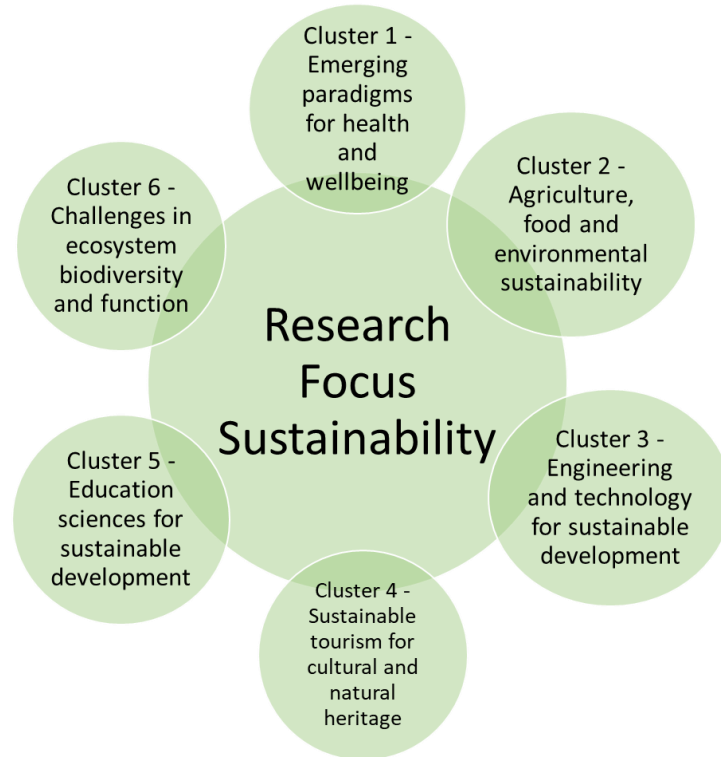 Cluster 1 -
Emerging
paradigms
for health
and
wellbeing
Cluster 2 -
Agriculture,
food and
environmental
sustainability
Cluster 3 -
Engineering
and technology
for sustainable
development
Cluster 4 -
Sustainable
tourism for
cultural and
natural
heritage
Cluster 5 -
Education
sciences for
sustainable
development
Cluster 6 -
Challenges in
ecosystem
biodiversity
and function
Research
Focus
Sustainability